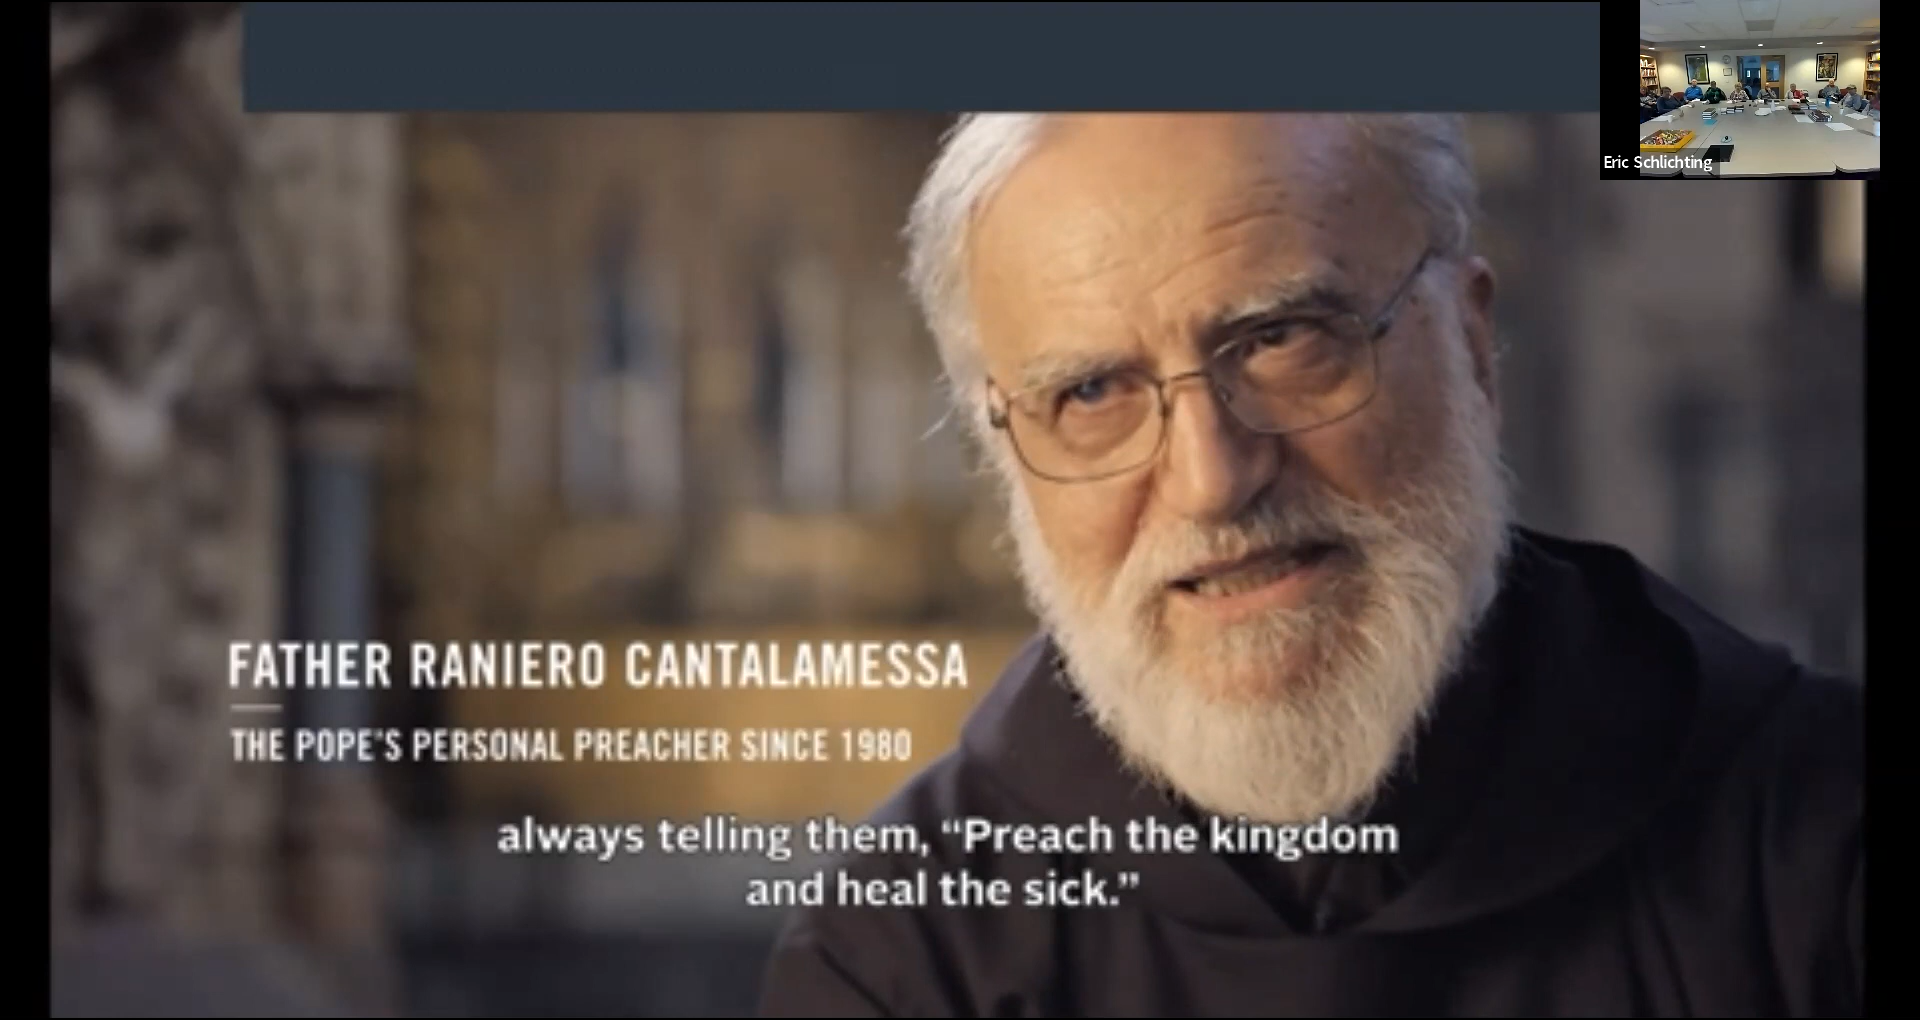 Eric Schlichting
FATHER RANIERO CANTALAMESSA
THE POPE'S PERSONAL PREACHER SINCE 1980
always telling them, “Preach the kingdom
and heal the sick.”